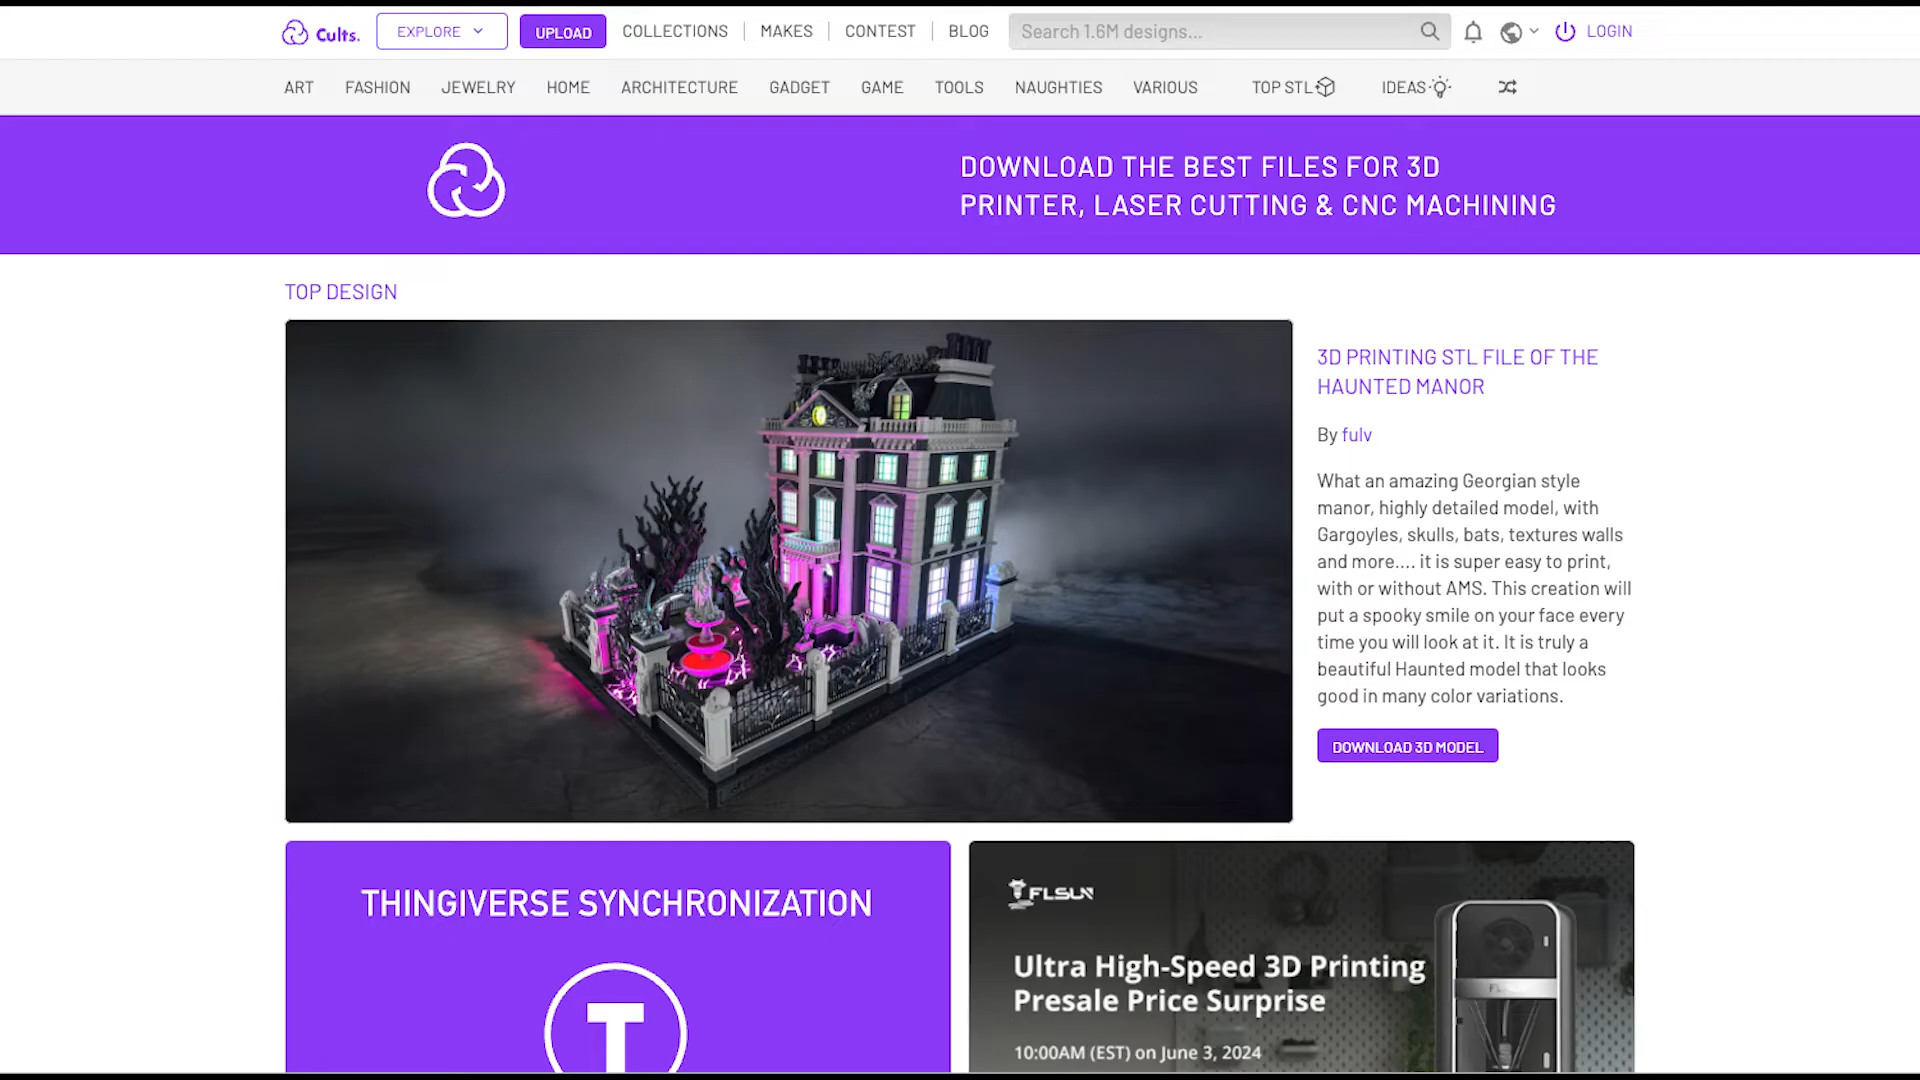 Cults.
EXPLORE
UPLOAD
COLLECTIONS
MAKES
CONTEST
BLOG
Search 1.6M designs...
LOGIN
ART
FASHION
JEWELRY
HOME
ARCHITECTURE
GADGET
GAME
TOOLS
NAUGHTIES
VARIOUS
TOP STL
IDEAS
DOWNLOAD THE BEST FILES FOR 3D
PRINTER, LASER CUTTING & CNC MACHINING
TOP DESIGN
3D PRINTING STL FILE OF THE
HAUNTED MANOR
By fulv
What an amazing Georgian style
manor, highly detailed model, with
Gargoyles, skulls, bats, textures walls
and more.... it is super easy to print,
with or without AMS. This creation will
put a spooky smile on your face every
time you will look at it. It is truly a
beautiful Haunted model that looks
good in many color variations.
DOWNLOAD 3D MODEL
THINGIVERSE SYNCHRONIZATION
T
FLSUN
Ultra High-Speed 3D Printing
Presale Price Surprise
10:00AM (EST) on June 3, 2024